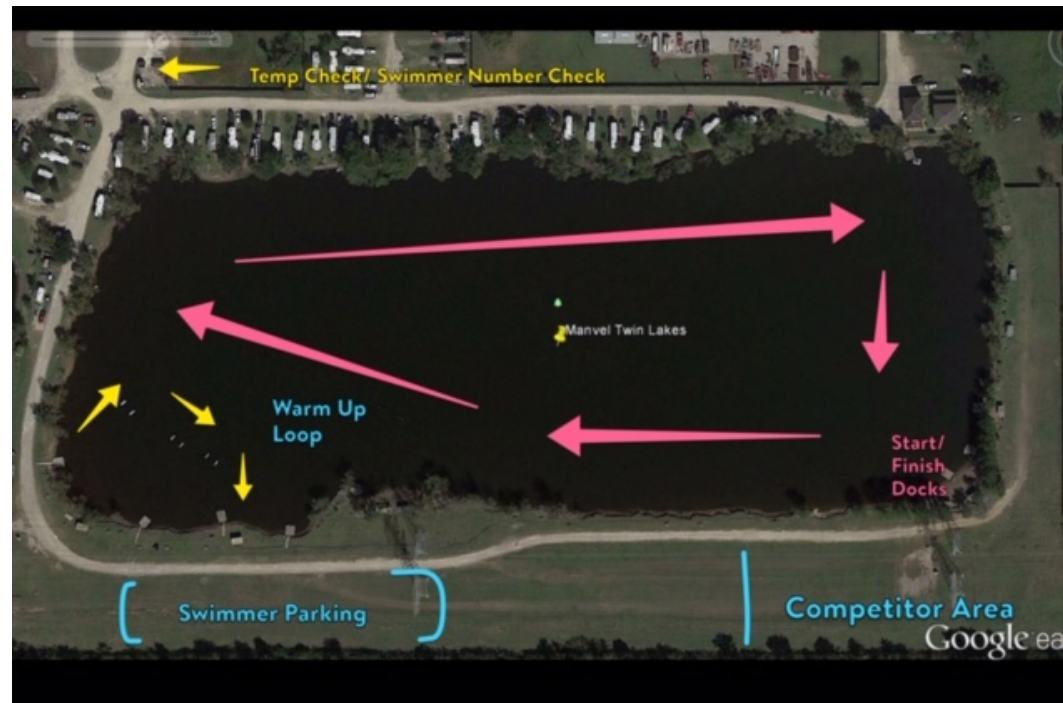 Temp Check/ Swimmer Number Check
Manvel Twin Lakes
Warm Up
Loop
Start/
Finish
Docks
Swimmer Parking
Competitor Area
Google ea